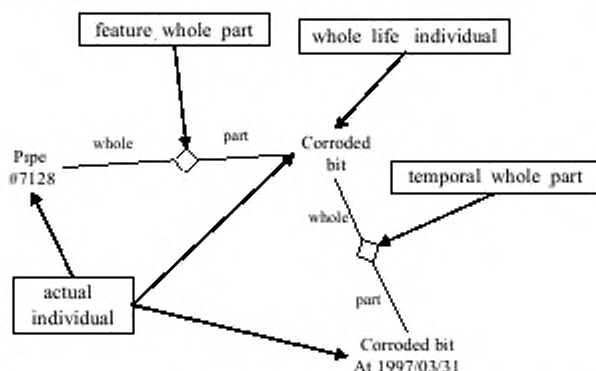 feature whole part
whole life individual
whole
part
Corroded
bit
Pipe
#7128
temporal whole part
whole
actual
individual
part
Corroded bit
At 1997/03/31